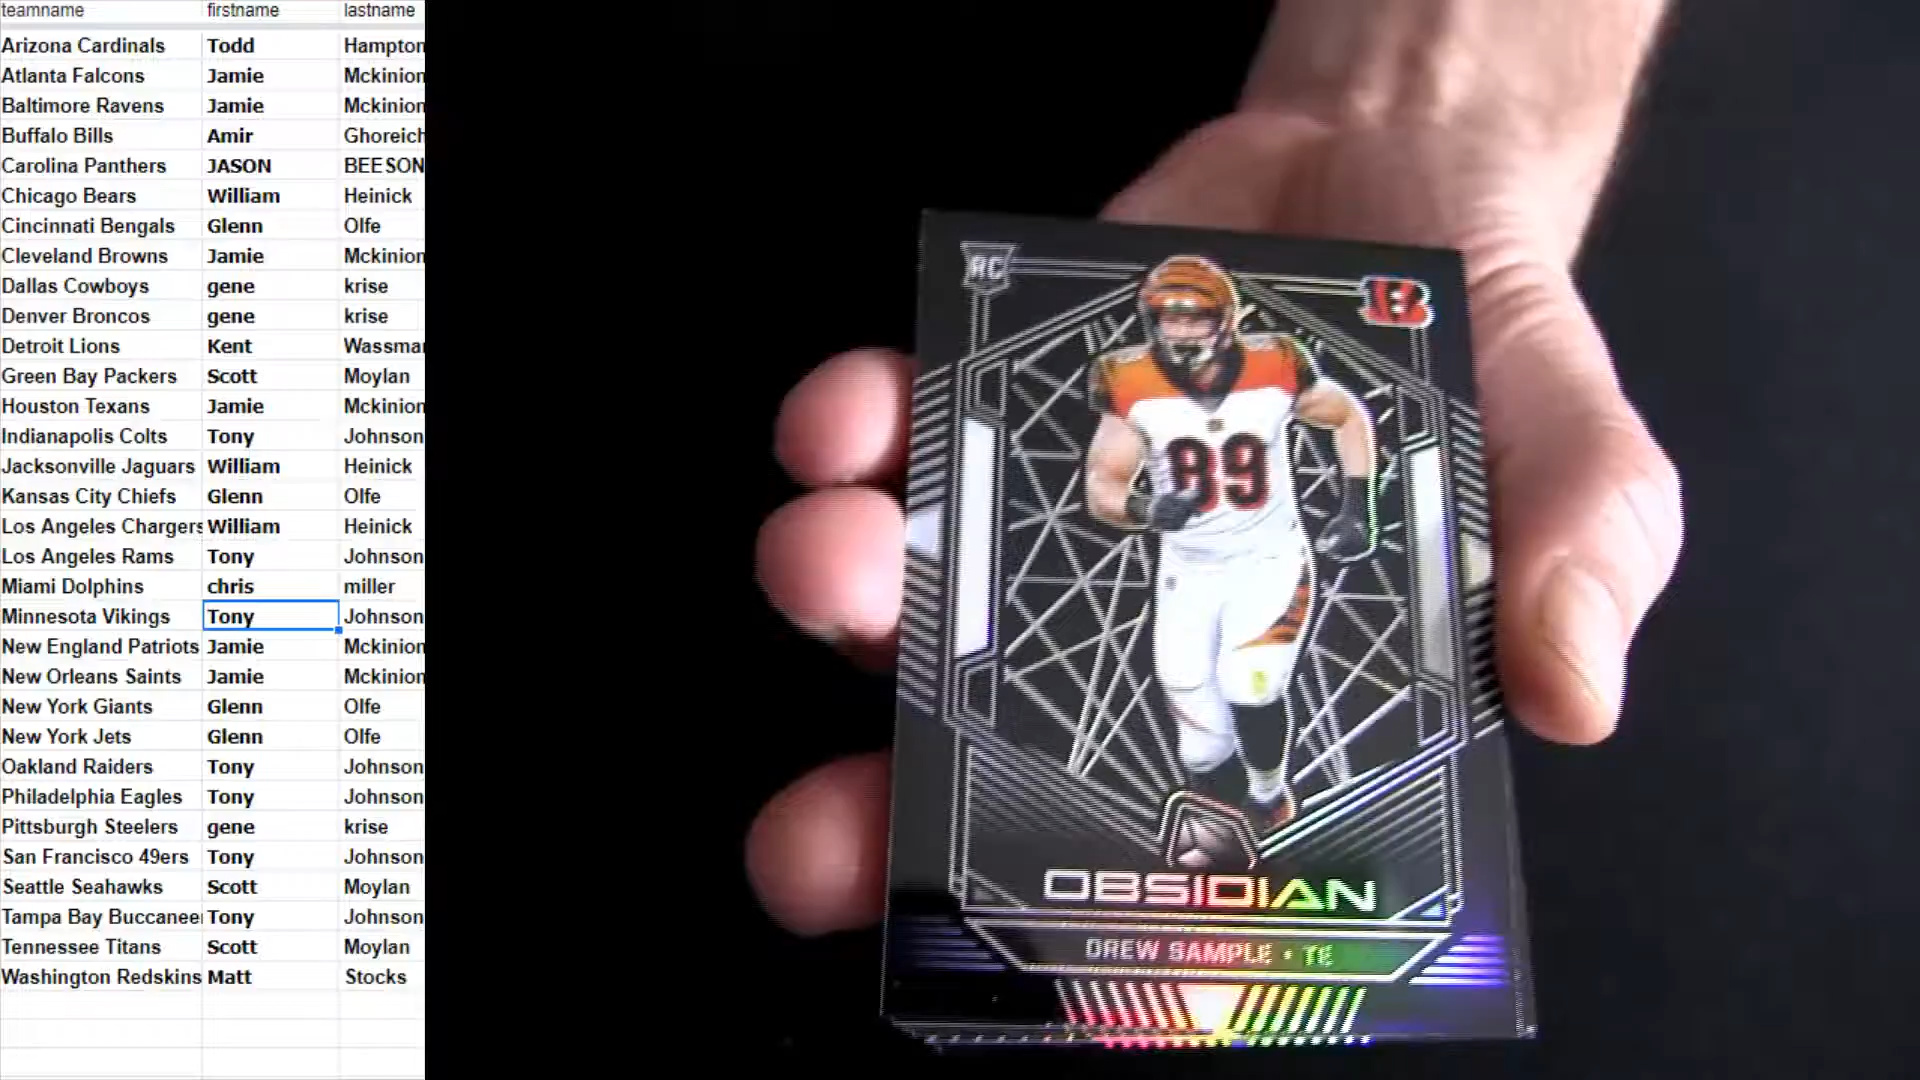 teamname firstname lastname
Arizona Cardinals Todd Hampton
Atlanta Falcons Jamie Mckinion
Baltimore Ravens Jamie Mckinion
Buffalo Bills Amir Ghoreich
Carolina Panthers JASON BEESON
Chicago Bears William Heinick
Cincinnati Bengals Glenn Olfe
Cleveland Browns Jamie Mckinion
Dallas Cowboys gene krise
Denver Broncos gene krise
Detroit Lions Kent Wassma
Green Bay Packers Scott Moylan
Houston Texans Jamie Mckinion
Indianapolis Colts Tony Johnson
Jacksonville Jaguars William Heinick
Kansas City Chiefs Glenn Olfe
Los Angeles Chargers William Heinick
Los Angeles Rams Tony Johnson
Miami Dolphins chris miller
Minnesota Vikings Tony Johnson
New England Patriots Jamie Mckinion
New Orleans Saints Jamie Mckinion
New York Giants Glenn Olfe
New York Jets Glenn Olfe
Oakland Raiders Tony Johnson
Philadelphia Eagles Tony Johnson
Pittsburgh Steelers gene krise
San Francisco 49ers Tony Johnson
Seattle Seahawks Scott Moylan
Tampa Bay Buccanee Tony Johnson
Tennessee Titans Scott Moylan
Washington Redskins Matt Stocks
RC
B
89
OBSIDIAN
DREW SAMPLE • TE